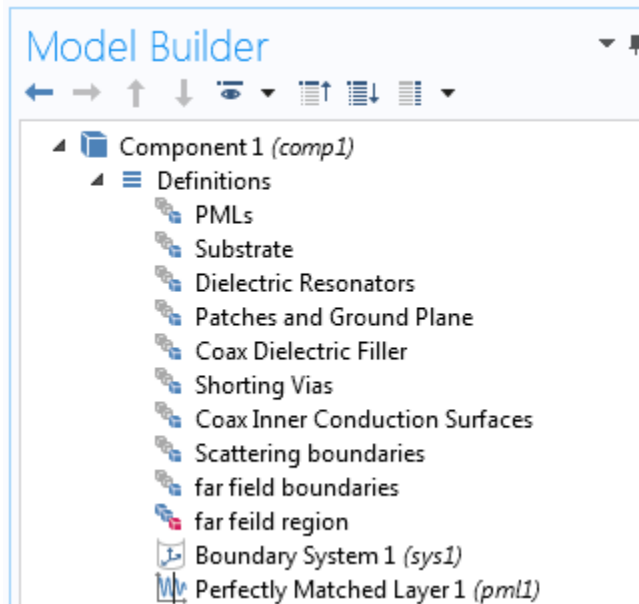 Model Builder
Component 1 (comp1)
Definitions
PMLs
Substrate
Dielectric Resonators
Patches and Ground Plane
Coax Dielectric Filler
Shorting Vias
Coax Inner Conduction Surfaces
Scattering boundaries
far field boundaries
far feild region
Boundary System 1 (sys1)
Perfectly Matched Layer 1 (pml1)